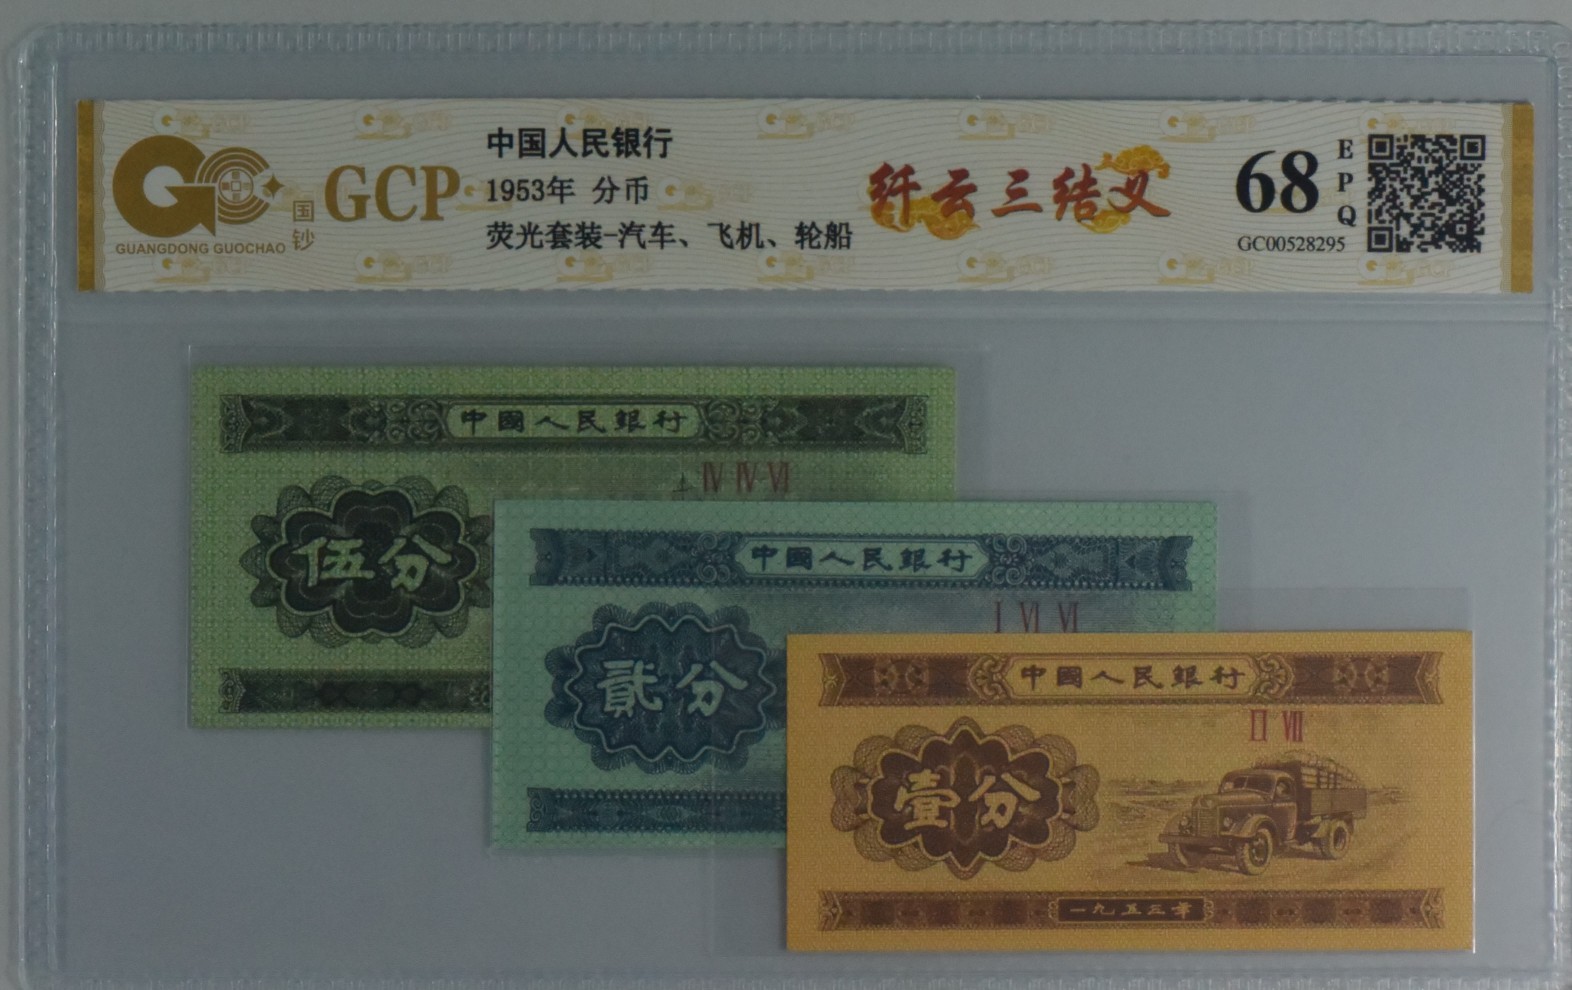 GUANGDONG GUOCHAO
国钞
GCP
中国人民银行
1953年 分币
荧光套装-汽车、飞机、轮船
纤云三结义
68
EPQ
GC00528295
中國人民銀行
Ⅳ Ⅳ Ⅵ
伍分
中國人民銀行
Ⅰ Ⅵ Ⅵ
貳分
中國人民銀行
Ⅱ Ⅶ
壹分
一九五三年